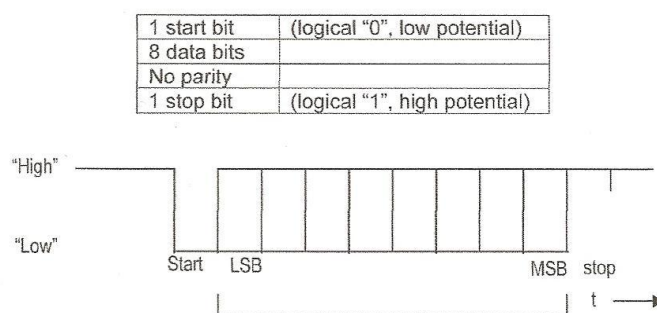 1 start bit (logical “0”, low potential)
8 data bits
No parity
1 stop bit (logical “1”, high potential)
“High”
“Low”
Start LSB MSB stop
t